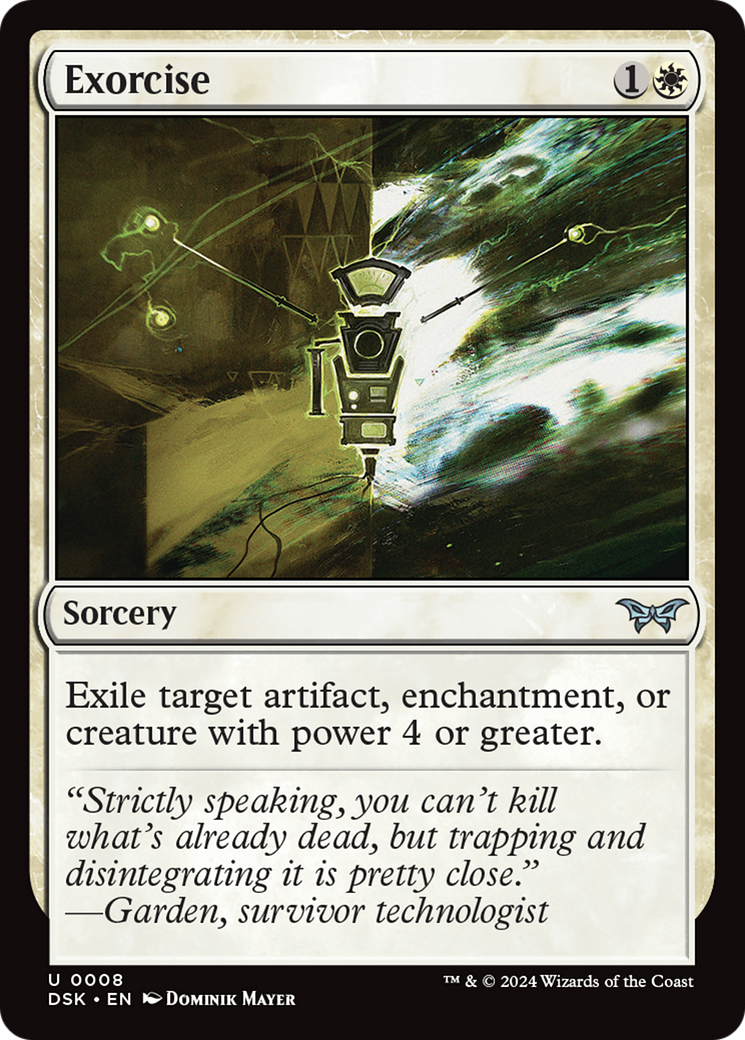 Exorcise 1
Sorcery
Exile target artifact, enchantment, or
creature with power 4 or greater.
“Strictly speaking, you can’t kill
what’s already dead, but trapping and
disintegrating it is pretty close.”
—Garden, survivor technologist
U 0008
DSK • EN DOMINIK MAYER
™ & © 2024 Wizards of the Coast